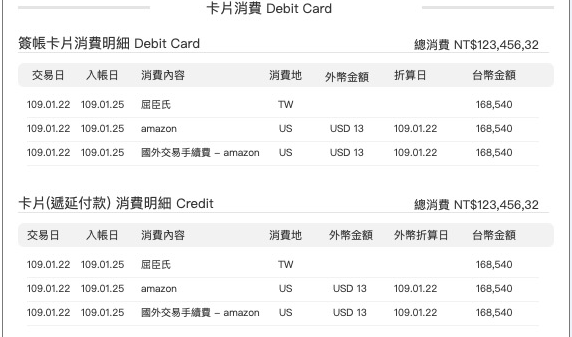 卡片消費 Debit Card
簽帳卡片消費明細 Debit Card 總消費 NT$123,456,32
交易日 入帳日 消費內容 消費地 外幣金額 折算日 台幣金額
109.01.22 109.01.25 屈臣氏 TW 168,540
109.01.22 109.01.25 amazon US USD 13 109.01.22 168,540
109.01.22 109.01.25 國外交易手續費 – amazon US USD 13 109.01.22 168,540
卡片(遞延付款) 消費明細 Credit 總消費 NT$123,456,32
交易日 入帳日 消費內容 消費地 外幣金額 外幣折算日 台幣金額
109.01.22 109.01.25 屈臣氏 TW 168,540
109.01.22 109.01.25 amazon US USD 13 109.01.22 168,540
109.01.22 109.01.25 國外交易手續費 – amazon US USD 13 109.01.22 168,540